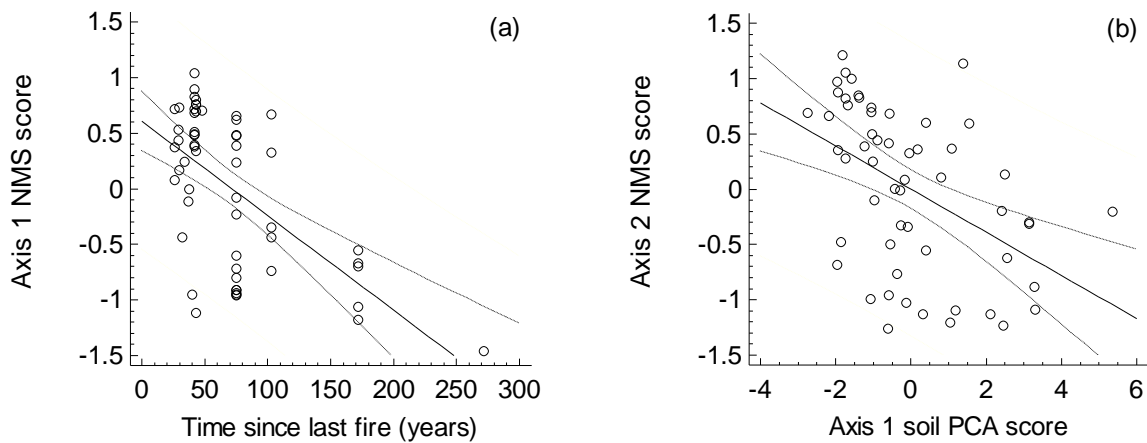 (a)
Axis 1 NMS score
1.5
1
0.5
0
-0.5
-1
-1.5
0 50 100 150 200 250 300
Time since last fire (years)
(b)
Axis 2 NMS score
1.5
1
0.5
0
-0.5
-1
-1.5
-4 -2 0 2 4 6
Axis 1 soil PCA score